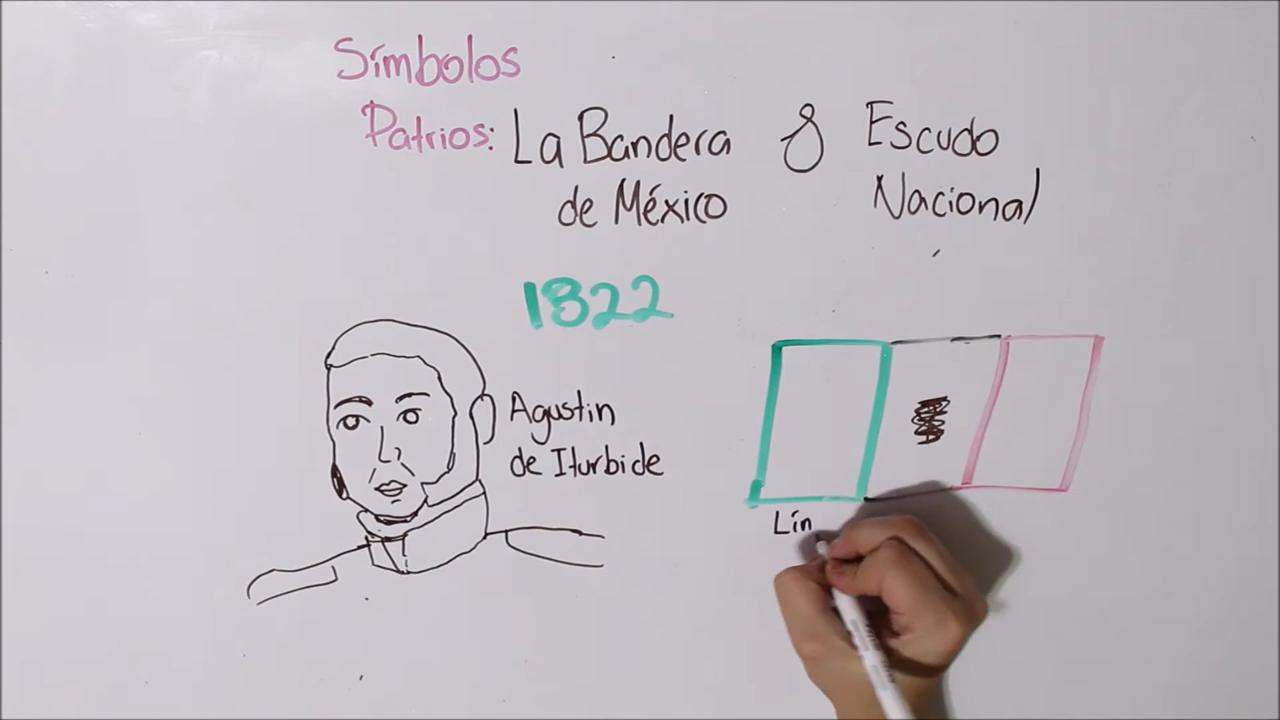 Símbolos
Patrios: La Bandera & Escudo
de México Nacional
1822
Agustin
de Iturbide
Lín